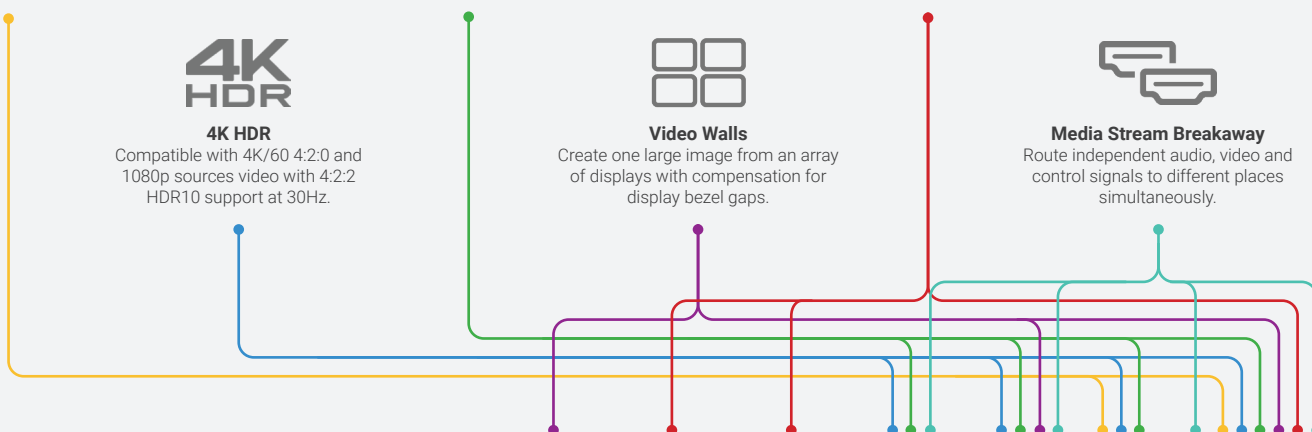 4K
HDR
4K HDR
Compatible with 4K/60 4:2:0 and
1080p sources video with 4:2:2
HDR10 support at 30Hz.
Video Walls
Create one large image from an array
of displays with compensation for
display bezel gaps.
Media Stream Breakaway
Route independent audio, video and
control signals to different places
simultaneously.